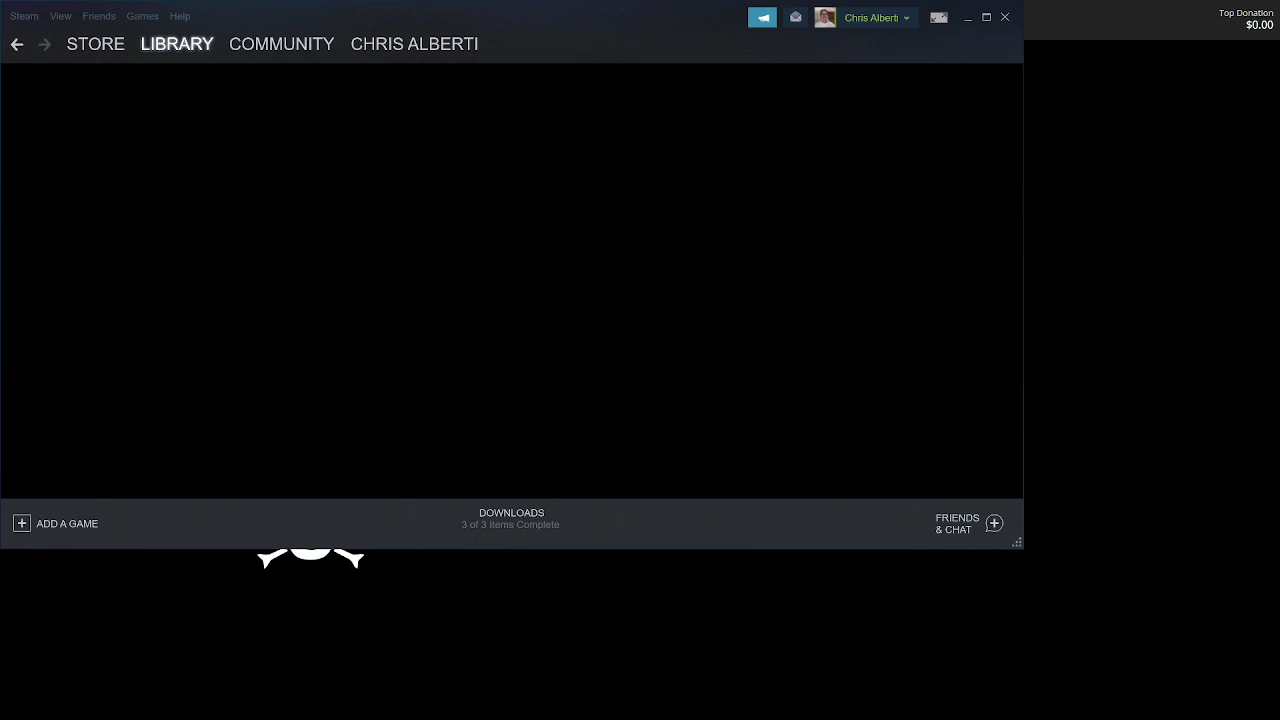 Steam View Friends Games Help
Chris Alberti
Top Donation
$0.00
STORE LIBRARY COMMUNITY CHRIS ALBERTI
ADD A GAME
DOWNLOADS
3 of 3 Items Complete
FRIENDS
& CHAT